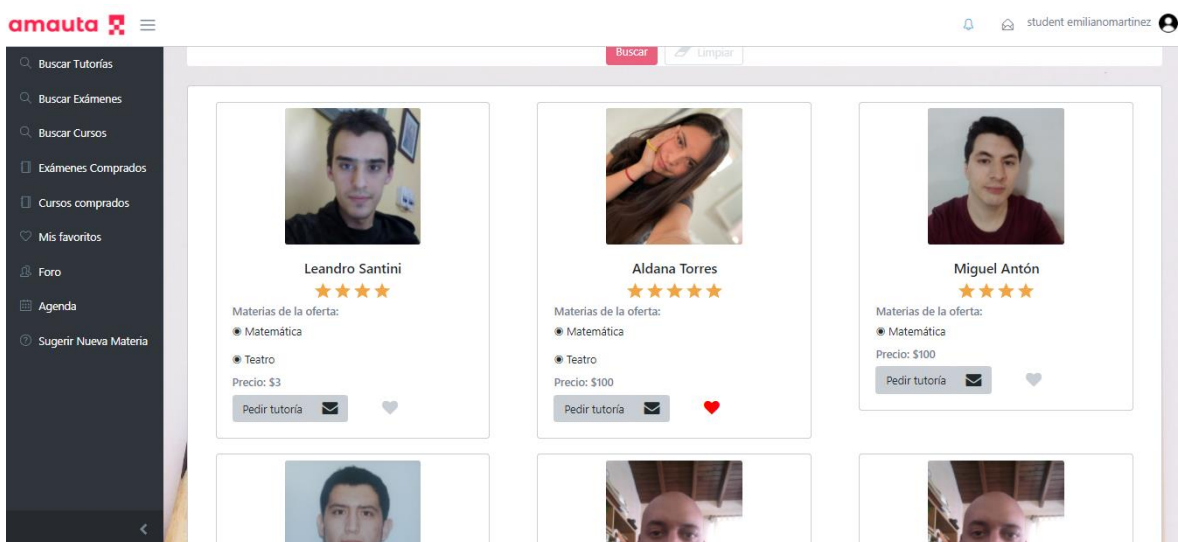 amauta
student emilianomartinez
Buscar Tutorías
Buscar Exámenes
Buscar Cursos
Exámenes Comprados
Cursos comprados
Mis favoritos
Foro
Agenda
Sugerir Nueva Materia
Buscar
Limpiar
Leandro Santini
Materias de la oferta:
Matemática
Teatro
Precio: $3
Pedir tutoría
Aldana Torres
Materias de la oferta:
Matemática
Teatro
Precio: $100
Pedir tutoría
Miguel Antón
Materias de la oferta:
Matemática
Precio: $100
Pedir tutoría